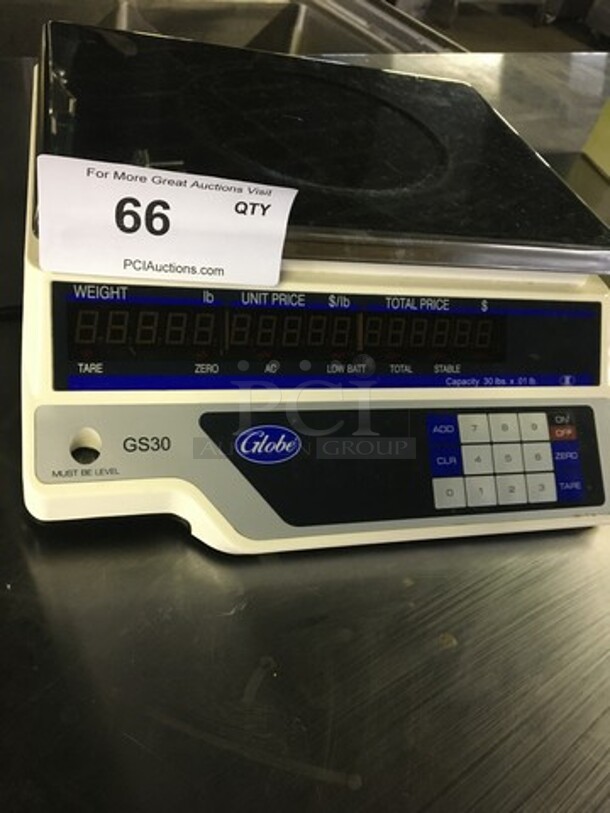 For More Great Auctions Visit
66 QTY
PCIAuctions.com
WEIGHT lb UNIT PRICE $/lb TOTAL PRICE $
TARE ZERO AC LOW BATT TOTAL STABLE
Capacity 30 lbs. x .01 lb.
PCI
AUCTION GROUP
GS30
MUST BE LEVEL
Globe
ADD 7 8 9 ON/OFF
CLR 4 5 6 ZERO
0 1 2 3 TARE